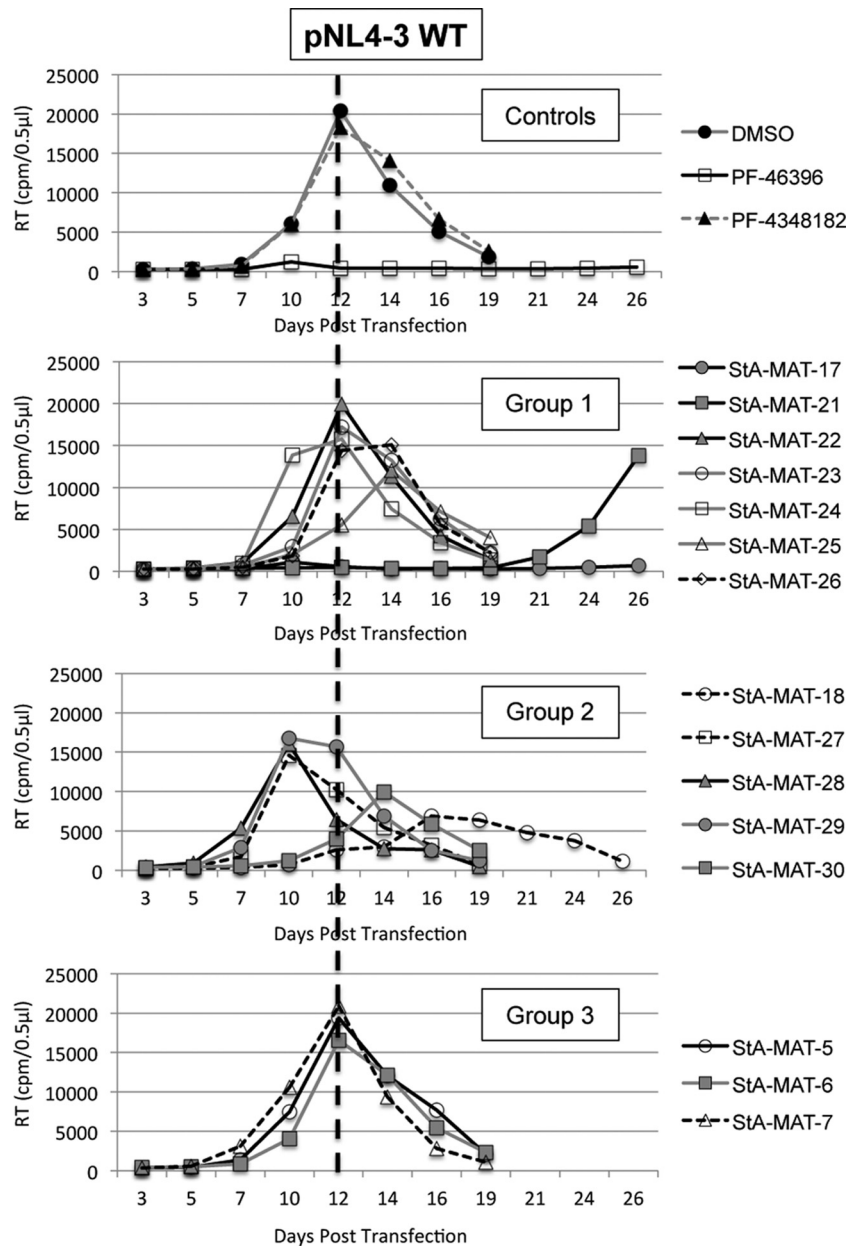 pNL4-3 WT
RT (cpm/0.5µl)
25000
20000
15000
10000
5000
0
Controls
DMSO
PF-46396
PF-4348182
3 5 7 10 12 14 16 19 21 24 26
Days Post Transfection
RT (cpm/0.5µl)
25000
20000
15000
10000
5000
0
Group 1
StA-MAT-17
StA-MAT-21
StA-MAT-22
StA-MAT-23
StA-MAT-24
StA-MAT-25
StA-MAT-26
3 5 7 10 12 14 16 19 21 24 26
Days Post Transfection
RT (cpm/0.5µl)
25000
20000
15000
10000
5000
0
Group 2
StA-MAT-18
StA-MAT-27
StA-MAT-28
StA-MAT-29
StA-MAT-30
3 5 7 10 12 14 16 19 21 24 26
Days Post Transfection
RT (cpm/0.5µl)
25000
20000
15000
10000
5000
0
Group 3
StA-MAT-5
StA-MAT-6
StA-MAT-7
3 5 7 10 12 14 16 19 21 24 26
Days Post Transfection